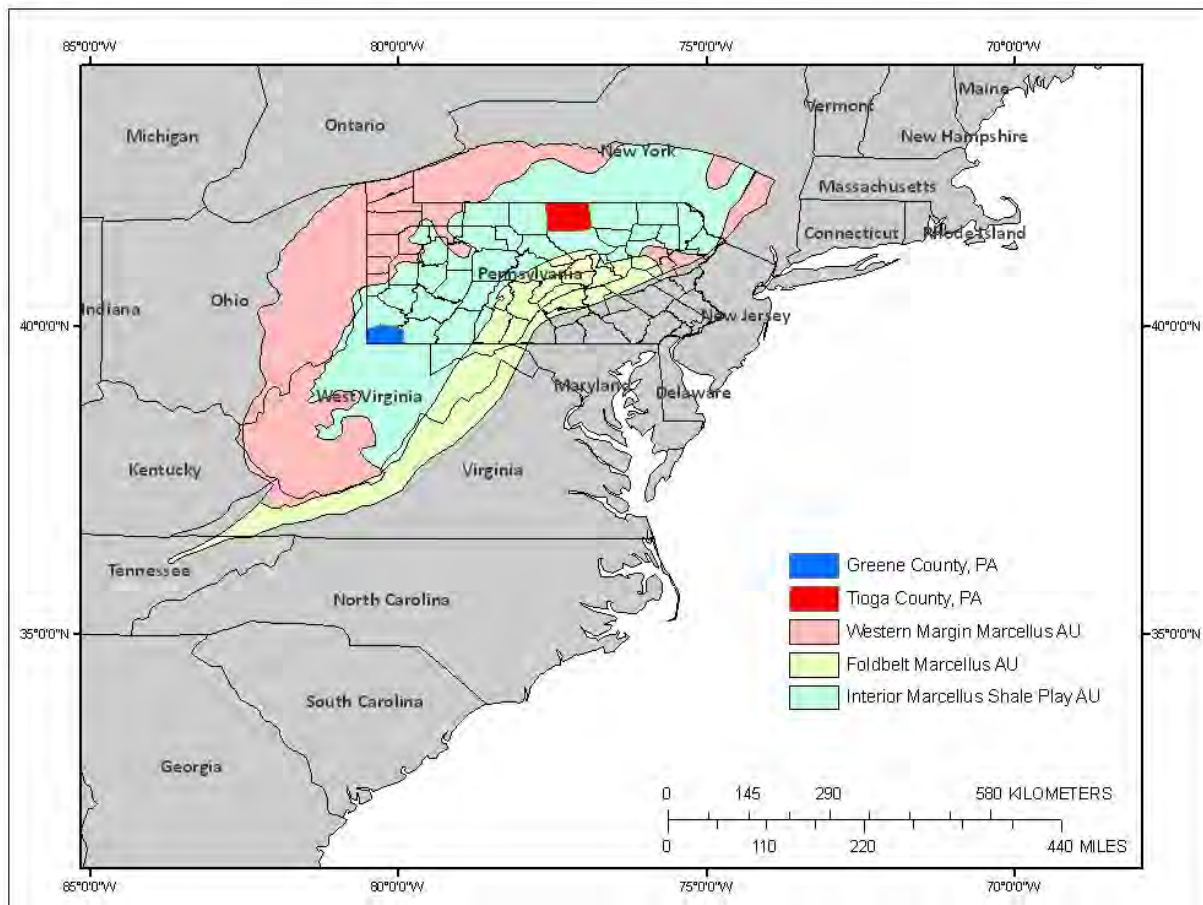 85°0'0"W 80°0'0"W 75°0'0"W 70°0'0"W
Maine
Vermont
Michigan
Ontario
New Hampshire
New York
Massachusetts
Connecticut
Rhode Island
Pennsylvania
Indiana
Ohio
New Jersey
40°0'0"N 40°0'0"N
Maryland
Delaware
West Virginia
Kentucky
Virginia
Tennessee
North Carolina
35°0'0"N 35°0'0"N
South Carolina
Georgia
Greene County, PA
Tioga County, PA
Western Margin Marcellus AU
Foldbelt Marcellus AU
Interior Marcellus Shale Play AU
0 145 290 580 KILOMETERS
0 110 220 440 MILES
85°0'0"W 80°0'0"W 75°0'0"W 70°0'0"W